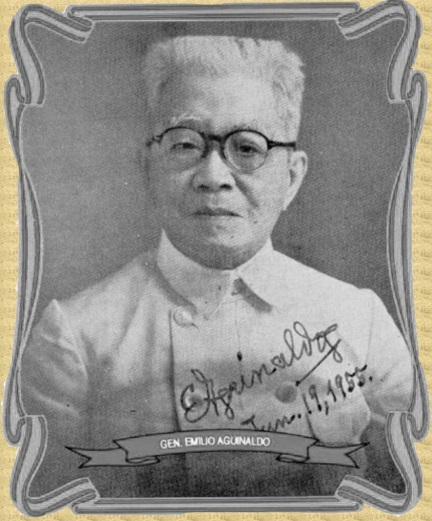 EAguinaldo
Jun. 19, 1955.
GEN. EMILIO AGUINALDO